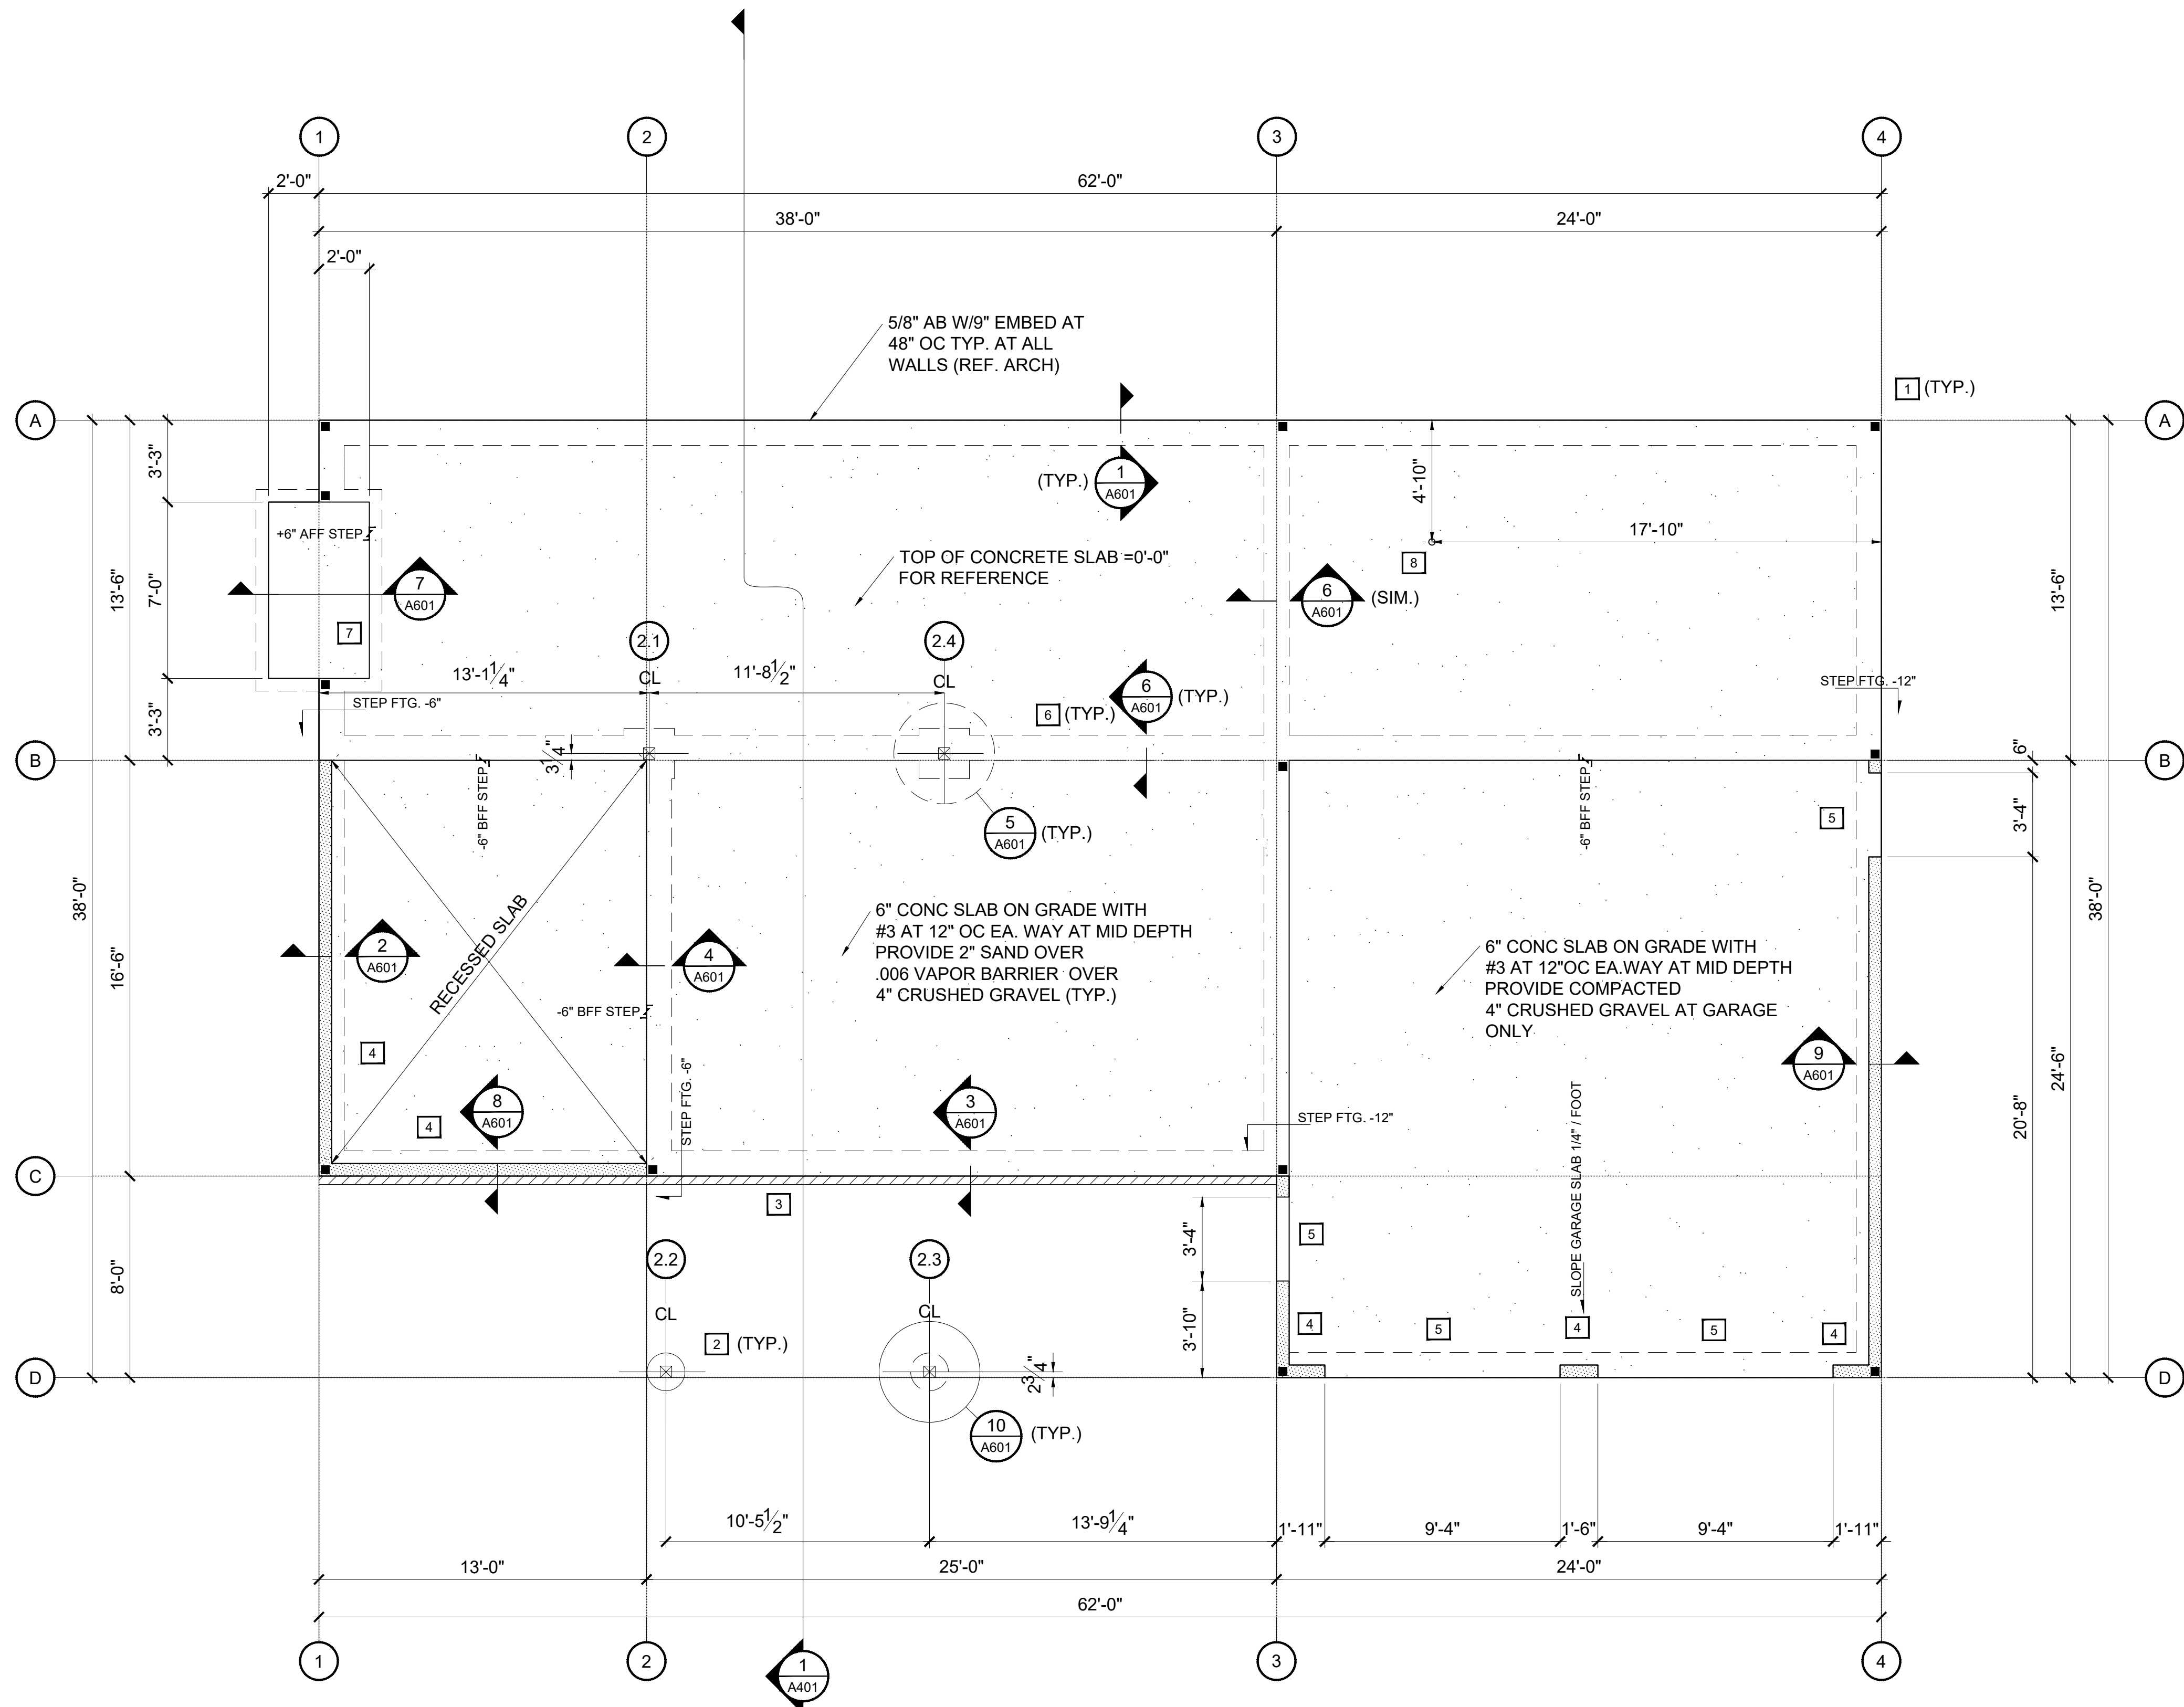 1
2
3
4
2'-0"
62'-0"
38'-0"
24'-0"
2'-0"
5/8" AB W/9" EMBED AT
48" OC TYP. AT ALL
WALLS (REF. ARCH)
1 (TYP.)
A
A
3'-3"
4'-10"
(TYP.)
1
A601
17'-10"
+6" AFF STEP
TOP OF CONCRETE SLAB =0'-0"
FOR REFERENCE
8
13'-6"
7'-0"
7
A601
6
A601
(SIM.)
13'-6"
7
2.1
2.4
13'-1 1/4"
CL
11'-8 1/2"
CL
6 (TYP.)
6
A601
(TYP.)
STEP FTG. -6"
STEP FTG. -12"
3'-3"
3 1/4"
B
B
6"
-6" BFF STEP
-6" BFF STEP
5
3'-4"
5
A601
(TYP.)
38'-0"
38'-0"
RECESSED SLAB
6" CONC SLAB ON GRADE WITH
#3 AT 12" OC EA. WAY AT MID DEPTH
PROVIDE 2" SAND OVER
.006 VAPOR BARRIER OVER
4" CRUSHED GRAVEL (TYP.)
6" CONC SLAB ON GRADE WITH
#3 AT 12"OC EA.WAY AT MID DEPTH
PROVIDE COMPACTED
4" CRUSHED GRAVEL AT GARAGE
ONLY
16'-6"
2
A601
4
A601
-6" BFF STEP
4
9
A601
24'-6"
STEP FTG. -6"
4
8
A601
3
A601
STEP FTG. -12"
SLOPE GARAGE SLAB 1/4" / FOOT
20'-8"
C
C
3
8'-0"
2.2
2.3
3'-4"
5
CL
CL
2 (TYP.)
3'-10"
4
5
4
5
4
D
D
2 3/4"
10
A601
(TYP.)
10'-5 1/2"
13'-9 1/4"
1'-11"
9'-4"
1'-6"
9'-4"
1'-11"
13'-0"
25'-0"
24'-0"
62'-0"
1
2
3
4
1
A401